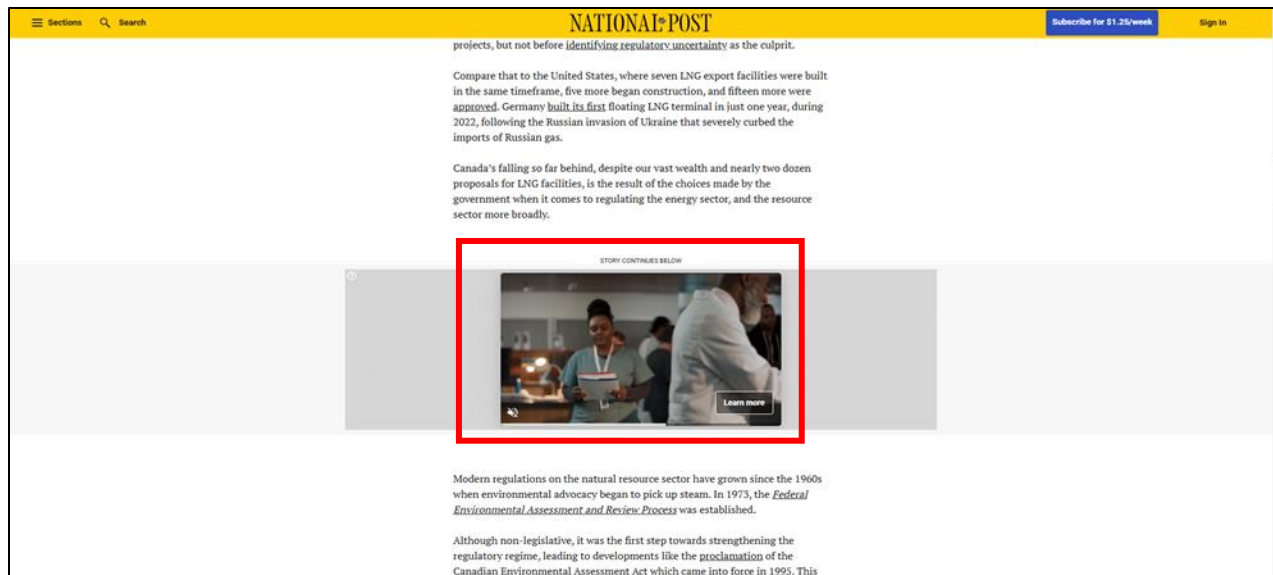 Sections Search NATIONAL POST Subscribe for $1.25/week Sign In
projects, but not before identifying regulatory uncertainty as the culprit.
Compare that to the United States, where seven LNG export facilities were built
in the same timeframe, five more began construction, and fifteen more were
approved. Germany built its first floating LNG terminal in just one year, during
2022, following the Russian invasion of Ukraine that severely curbed the
imports of Russian gas.
Canada's falling so far behind, despite our vast wealth and nearly two dozen
proposals for LNG facilities, is the result of the choices made by the
government when it comes to regulating the energy sector, and the resource
sector more broadly.
STORY CONTINUES BELOW
Learn more
Modern regulations on the natural resource sector have grown since the 1960s
when environmental advocacy began to pick up steam. In 1973, the Federal
Environmental Assessment and Review Process was established.
Although non-legislative, it was the first step towards strengthening the
regulatory regime, leading to developments like the proclamation of the
Canadian Environmental Assessment Act which came into force in 1995. This